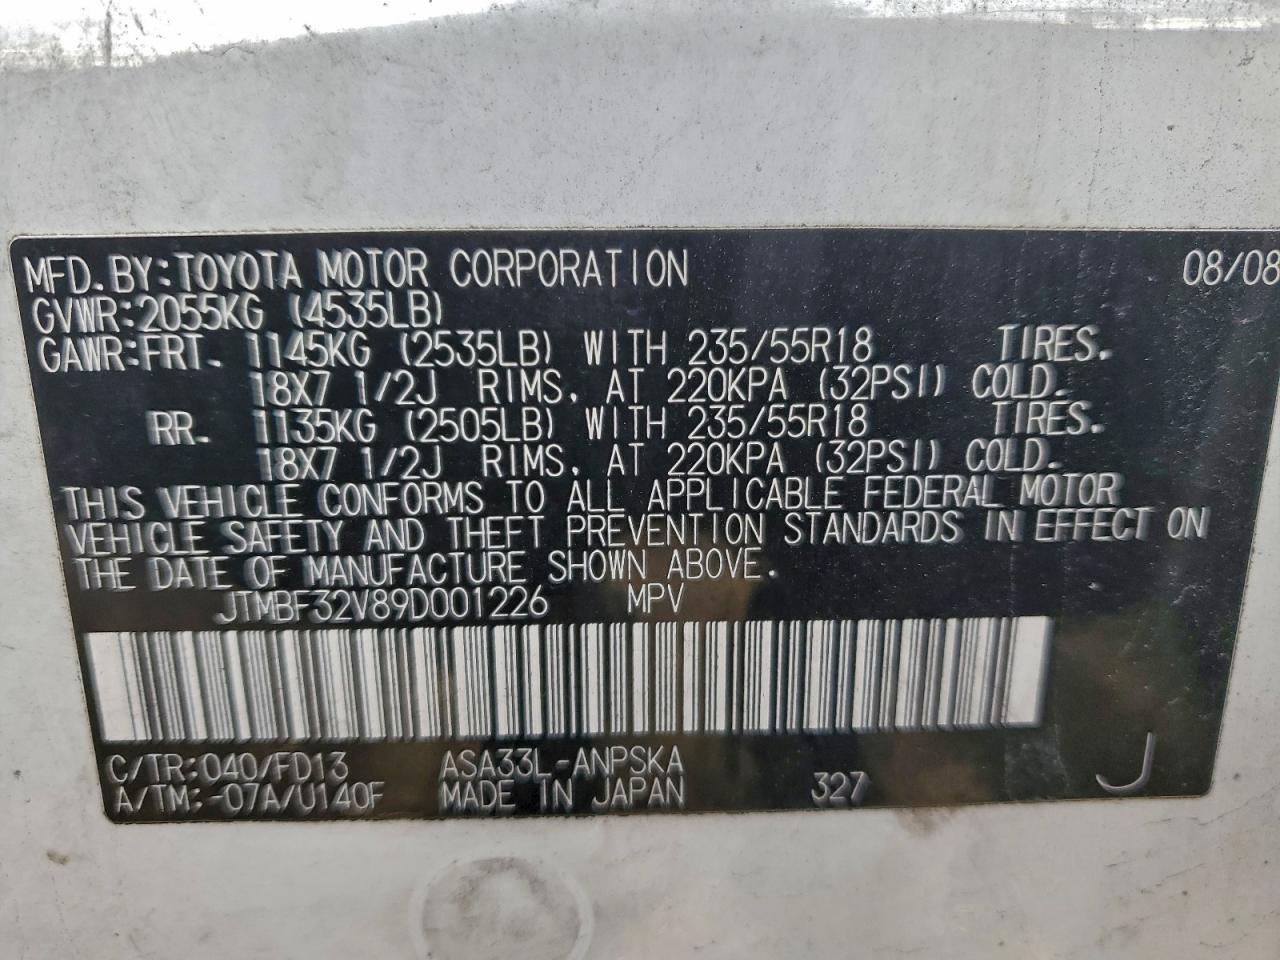 MFD. BY: TOYOTA MOTOR CORPORATION 08/08
GVWR: 2055KG (4535LB)
GAWR: FRT. 1145KG (2535LB) WITH 235/55R18 TIRES.
18X7 1/2J RIMS, AT 220KPA (32PSI) COLD.
RR. 1135KG (2505LB) WITH 235/55R18 TIRES.
18X7 1/2J RIMS, AT 220KPA (32PSI) COLD.
THIS VEHICLE CONFORMS TO ALL APPLICABLE FEDERAL MOTOR
VEHICLE SAFETY AND THEFT PREVENTION STANDARDS IN EFFECT ON
THE DATE OF MANUFACTURE SHOWN ABOVE.
JTMBF32V89D001226 MPV
C/TR: 040/FD13 ASA33L-ANPSKA
A/TM: -07A/U140F MADE IN JAPAN 327 J